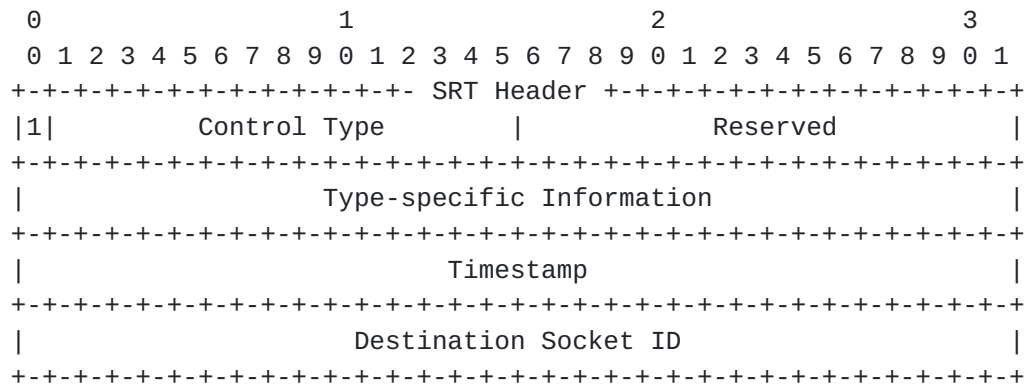 0                   1                   2                   3
 0 1 2 3 4 5 6 7 8 9 0 1 2 3 4 5 6 7 8 9 0 1 2 3 4 5 6 7 8 9 0 1
+-+-+-+-+-+-+-+-+-+-+-+-+- SRT Header +-+-+-+-+-+-+-+-+-+-+-+-+-+
|1|         Control Type        |            Reserved           |
+-+-+-+-+-+-+-+-+-+-+-+-+-+-+-+-+-+-+-+-+-+-+-+-+-+-+-+-+-+-+-+-+
|                   Type-specific Information                   |
+-+-+-+-+-+-+-+-+-+-+-+-+-+-+-+-+-+-+-+-+-+-+-+-+-+-+-+-+-+-+-+-+
|                           Timestamp                           |
+-+-+-+-+-+-+-+-+-+-+-+-+-+-+-+-+-+-+-+-+-+-+-+-+-+-+-+-+-+-+-+-+
|                     Destination Socket ID                     |
+-+-+-+-+-+-+-+-+-+-+-+-+-+-+-+-+-+-+-+-+-+-+-+-+-+-+-+-+-+-+-+-+